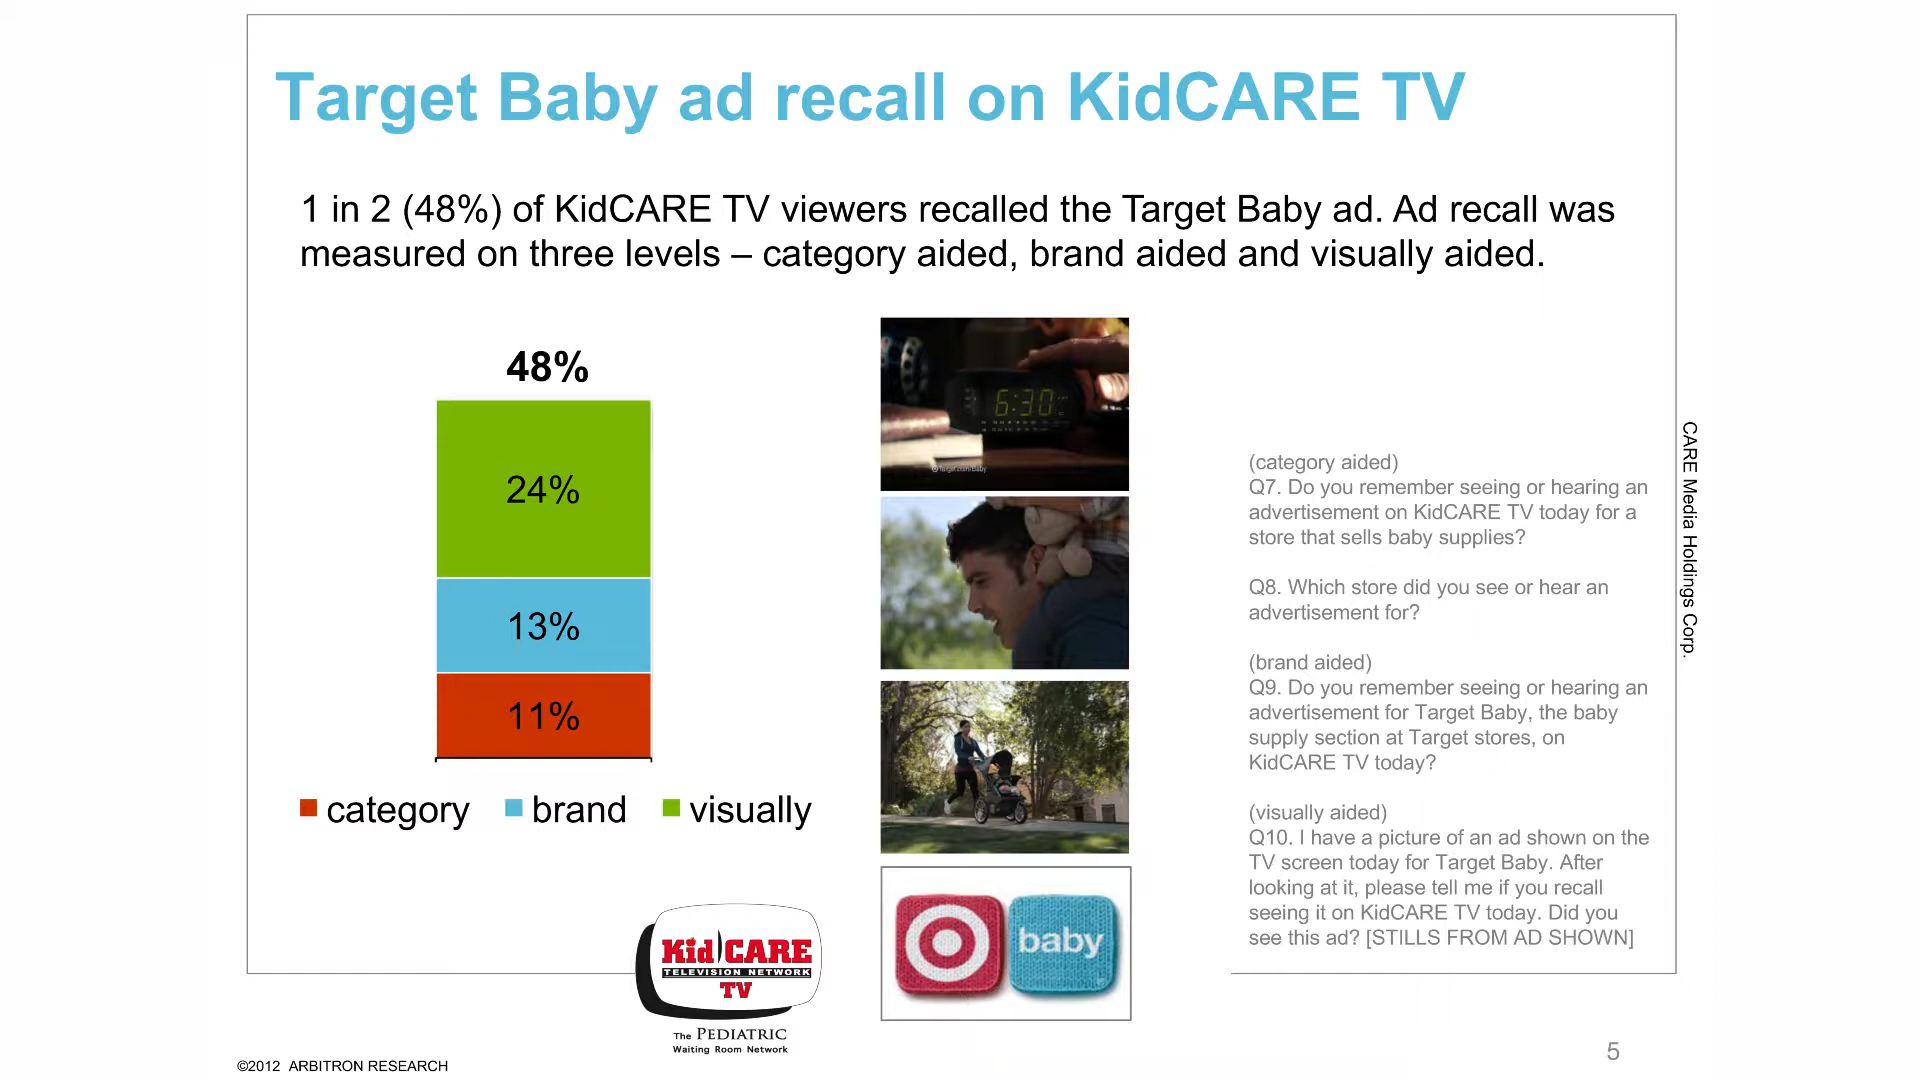 Target Baby ad recall on KidCARE TV
1 in 2 (48%) of KidCARE TV viewers recalled the Target Baby ad. Ad recall was
measured on three levels – category aided, brand aided and visually aided.
48%
24%
13%
11%
category brand visually
6:30
Target.com/Baby
baby
(category aided)
Q7. Do you remember seeing or hearing an
advertisement on KidCARE TV today for a
store that sells baby supplies?
Q8. Which store did you see or hear an
advertisement for?
(brand aided)
Q9. Do you remember seeing or hearing an
advertisement for Target Baby, the baby
supply section at Target stores, on
KidCARE TV today?
(visually aided)
Q10. I have a picture of an ad shown on the
TV screen today for Target Baby. After
looking at it, please tell me if you recall
seeing it on KidCARE TV today. Did you
see this ad? [STILLS FROM AD SHOWN]
CARE Media Holdings Corp.
Kid CARE
TELEVISION NETWORK
TV
The PEDIATRIC
Waiting Room Network
©2012 ARBITRON RESEARCH
5